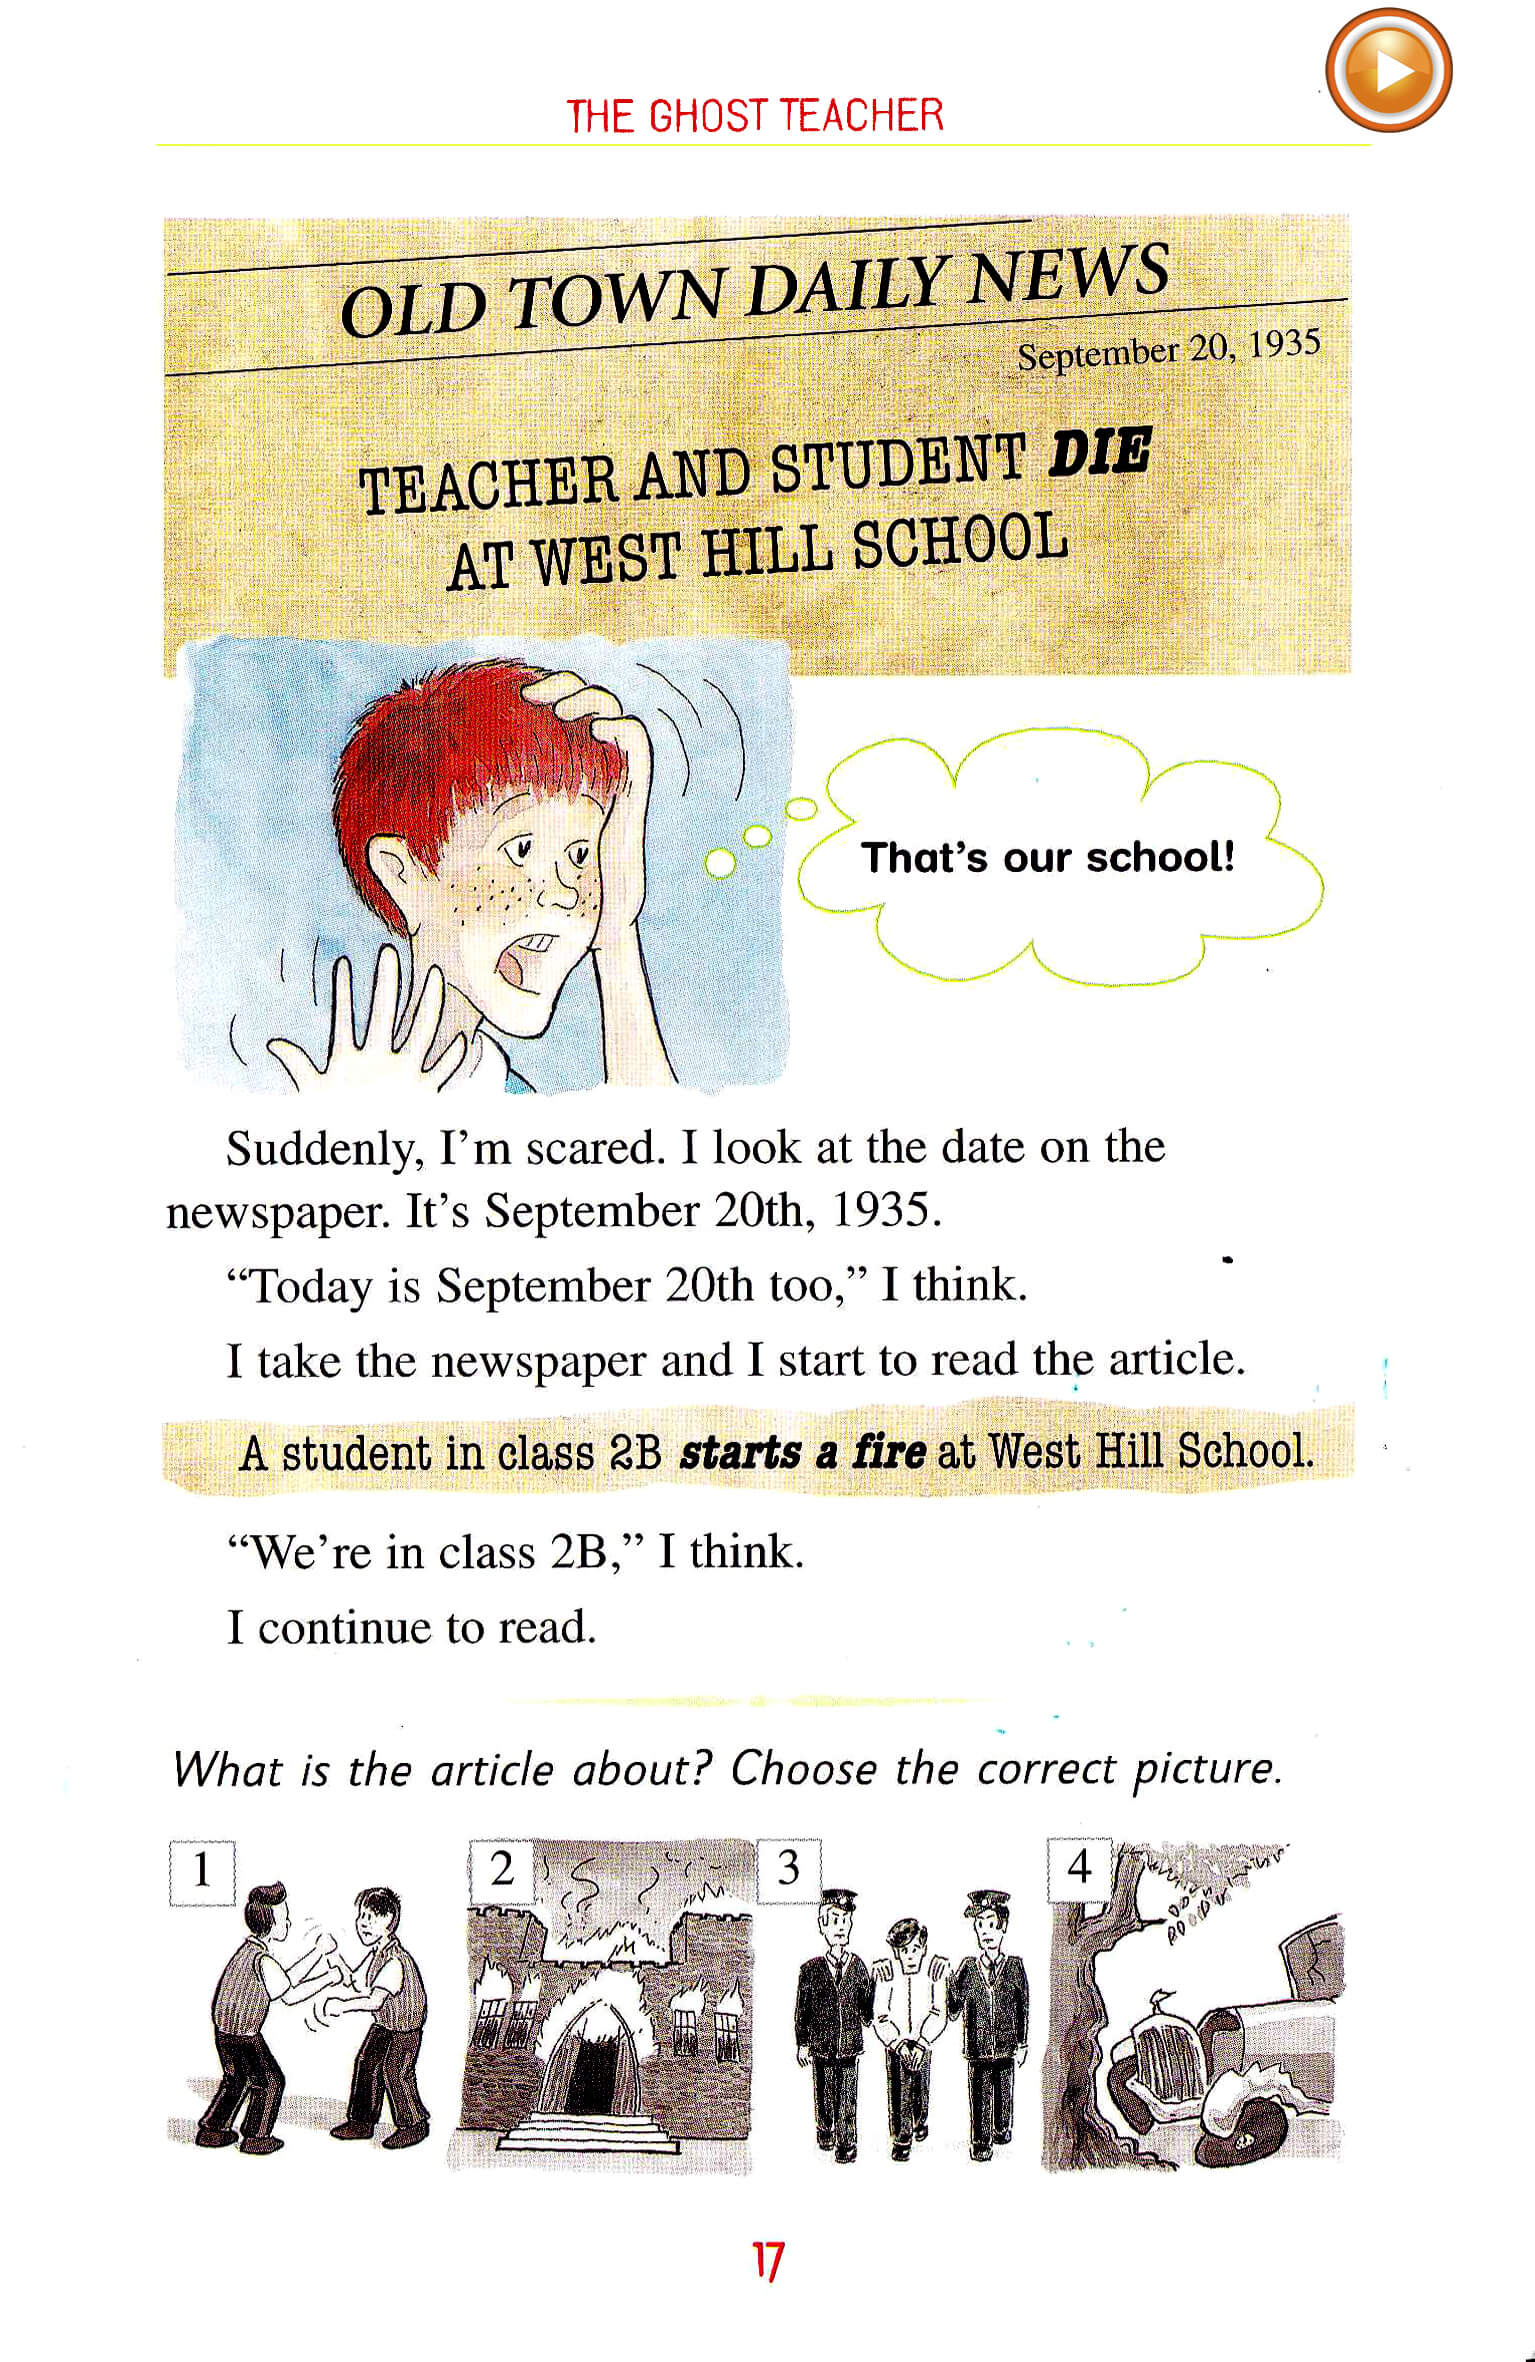 THE GHOST TEACHER
OLD TOWN DAILY NEWS
September 20, 1935
TEACHER AND STUDENT DIE
AT WEST HILL SCHOOL
That's our school!
Suddenly, I'm scared. I look at the date on the
newspaper. It's September 20th, 1935.
“Today is September 20th too,” I think.
I take the newspaper and I start to read the article.
A student in class 2B starts a fire at West Hill School.
“We're in class 2B,” I think.
I continue to read.
What is the article about? Choose the correct picture.
1
2
3
4
17